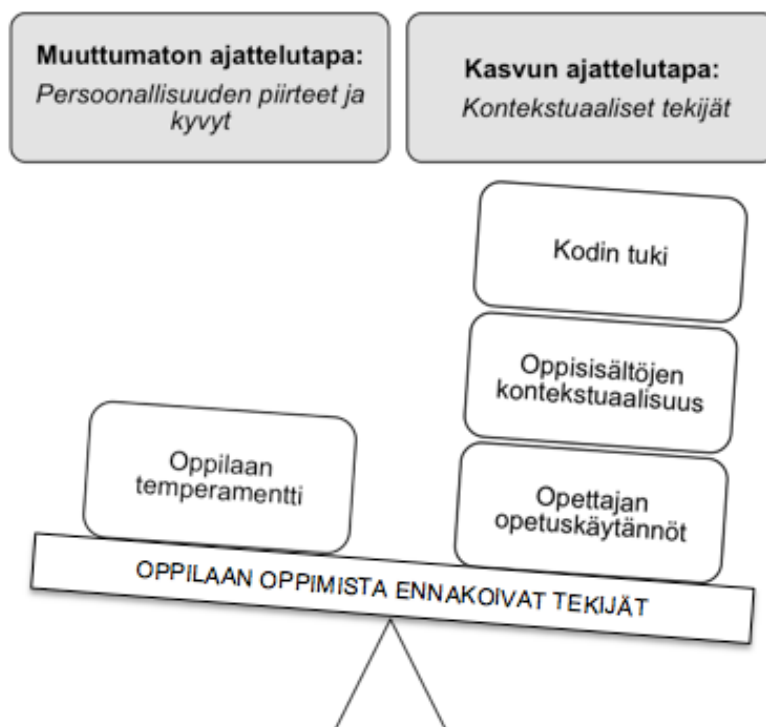 Muuttumaton ajattelutapa:
Persoonallisuuden piirteet ja
kyvyt
Kasvun ajattelutapa:
Kontekstuaaliset tekijät
Kodin tuki
Oppisisältöjen
kontekstuaalisuus
Oppilaan
temperamentti
Opettajan
opetuskäytännöt
OPPILAAN OPPIMISTA ENNAKOIVAT TEKIJÄT